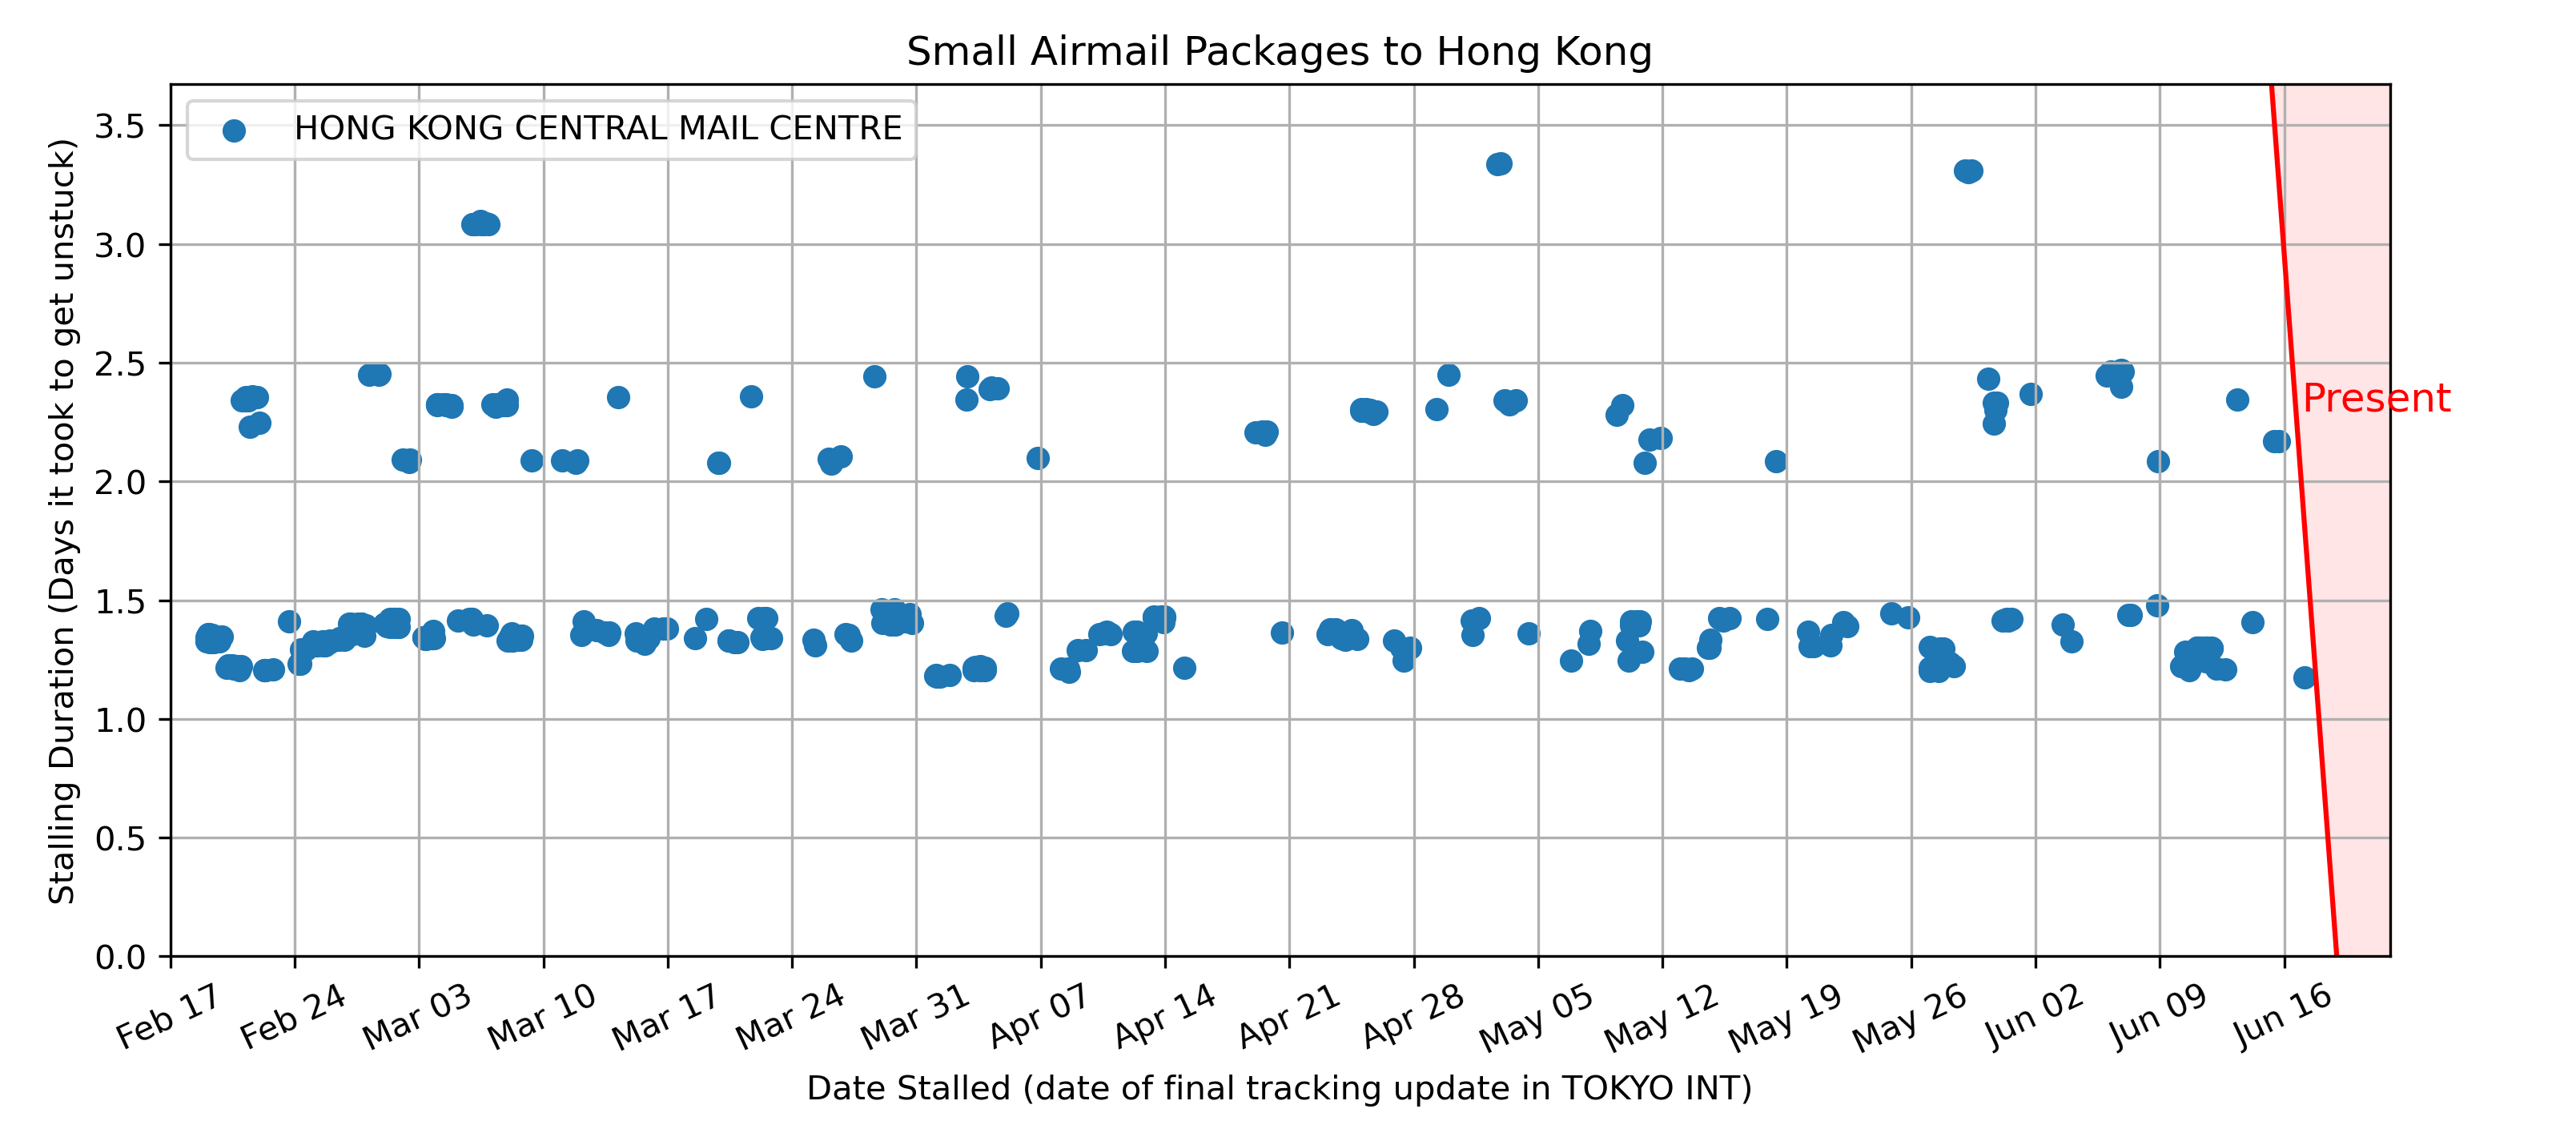 Small Airmail Packages to Hong Kong
HONG KONG CENTRAL MAIL CENTRE
Stalling Duration (Days it took to get unstuck)
3.5
3.0
2.5
2.0
1.5
1.0
0.5
0.0
Present
Feb 17
Feb 24
Mar 03
Mar 10
Mar 17
Mar 24
Mar 31
Apr 07
Apr 14
Apr 21
Apr 28
May 05
May 12
May 19
May 26
Jun 02
Jun 09
Jun 16
Date Stalled (date of final tracking update in TOKYO INT)